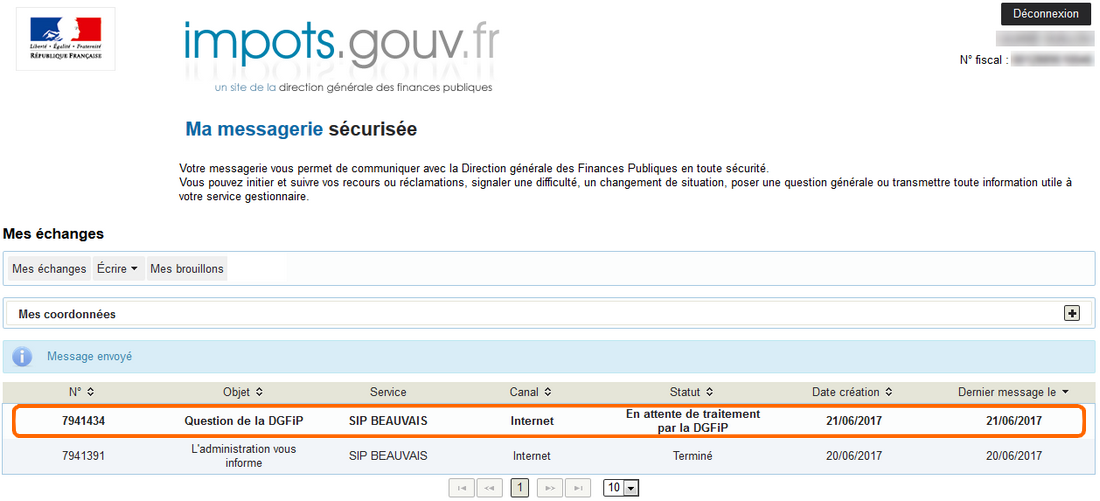 Déconnexion
N° fiscal :
Liberté • Égalité • Fraternité
RÉPUBLIQUE FRANÇAISE
impots.gouv.fr
un site de la direction générale des finances publiques
Ma messagerie sécurisée
Votre messagerie vous permet de communiquer avec la Direction générale des Finances Publiques en toute sécurité.
Vous pouvez initier et suivre vos recours ou réclamations, signaler une difficulté, un changement de situation, poser une question générale ou transmettre toute information utile à
votre service gestionnaire.
Mes échanges
Mes échanges Écrire Mes brouillons
Mes coordonnées
Message envoyé
N° Objet Service Canal Statut Date création Dernier message le
7941434 Question de la DGFiP SIP BEAUVAIS Internet En attente de traitement par la DGFiP 21/06/2017 21/06/2017
7941391 L'administration vous informe SIP BEAUVAIS Internet Terminé 20/06/2017 20/06/2017
1 10